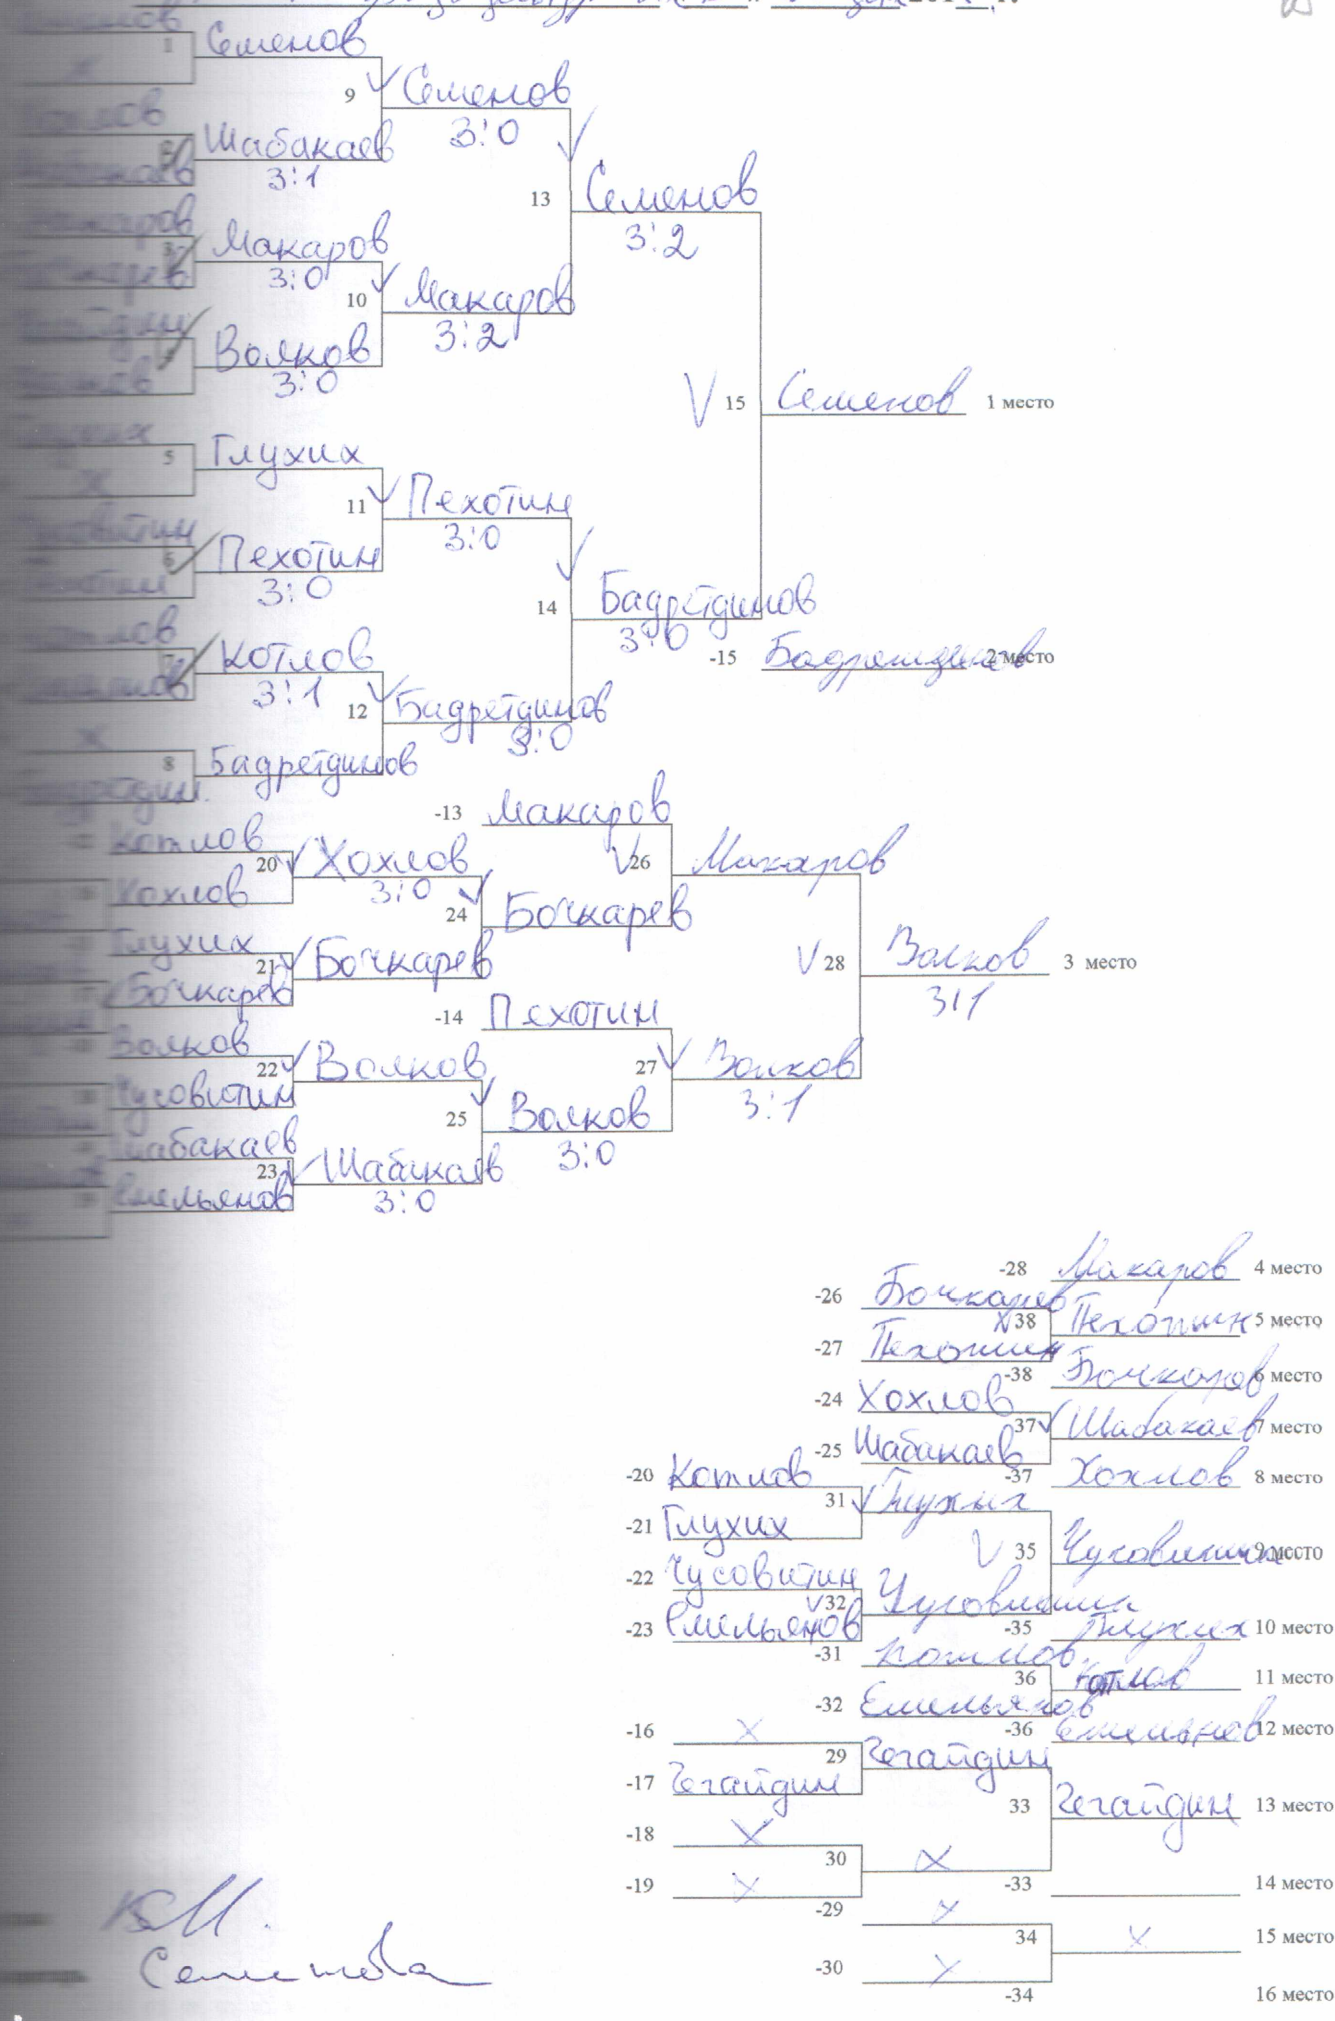 1 Семенов
9 Семенов
3:0
Шабакаев
3:1
13 Семенов
3:2
Макаров
3:0
10 Макаров
3:2
Волков
3:0
15 Семенов 1 место
5 Глухих
11 Пехотин
3:0
6 Пехотин
3:0
14 Бадретдинов
3:0
-15 Бадретдинов 2 место
Котлов
3:1
12 Бадретдинов
3:0
8 Бадретдинов
-13 Макаров
Котлов
20 Хохлов
3:0
26 Макаров
Хохлов
24 Бочкарев
Глухих
21 Бочкарев
28 Волков 3 место
3:1
Бочкарев
-14 Пехотин
Волков
22 Волков
27 Волков
3:1
Чусовитин
25 Волков
3:0
Шабакаев
23 Шабакаев
3:0
Емельянов
-28 Макаров 4 место
-26 Бочкарев
38 Пехотин 5 место
-27 Пехотин
-38 Бочкарев 6 место
-24 Хохлов
37 Шабакаев 7 место
-25 Шабакаев
-20 Котлов
-37 Хохлов 8 место
31 Глухих
-21 Глухих
35 Чусовитин 9 место
-22 Чусовитин
32 Чусовитин
-23 Емельянов
-35 Глухих 10 место
-31 Котлов
36 Котлов 11 место
-32 Емельянов
-16 X
-36 Емельянов 12 место
29 Чегайдин
-17 Чегайдин
33 Чегайдин 13 место
-18 X
30 X
-19 X
-33 14 место
-29 X
34 X 15 место
-30 X
-34 16 место